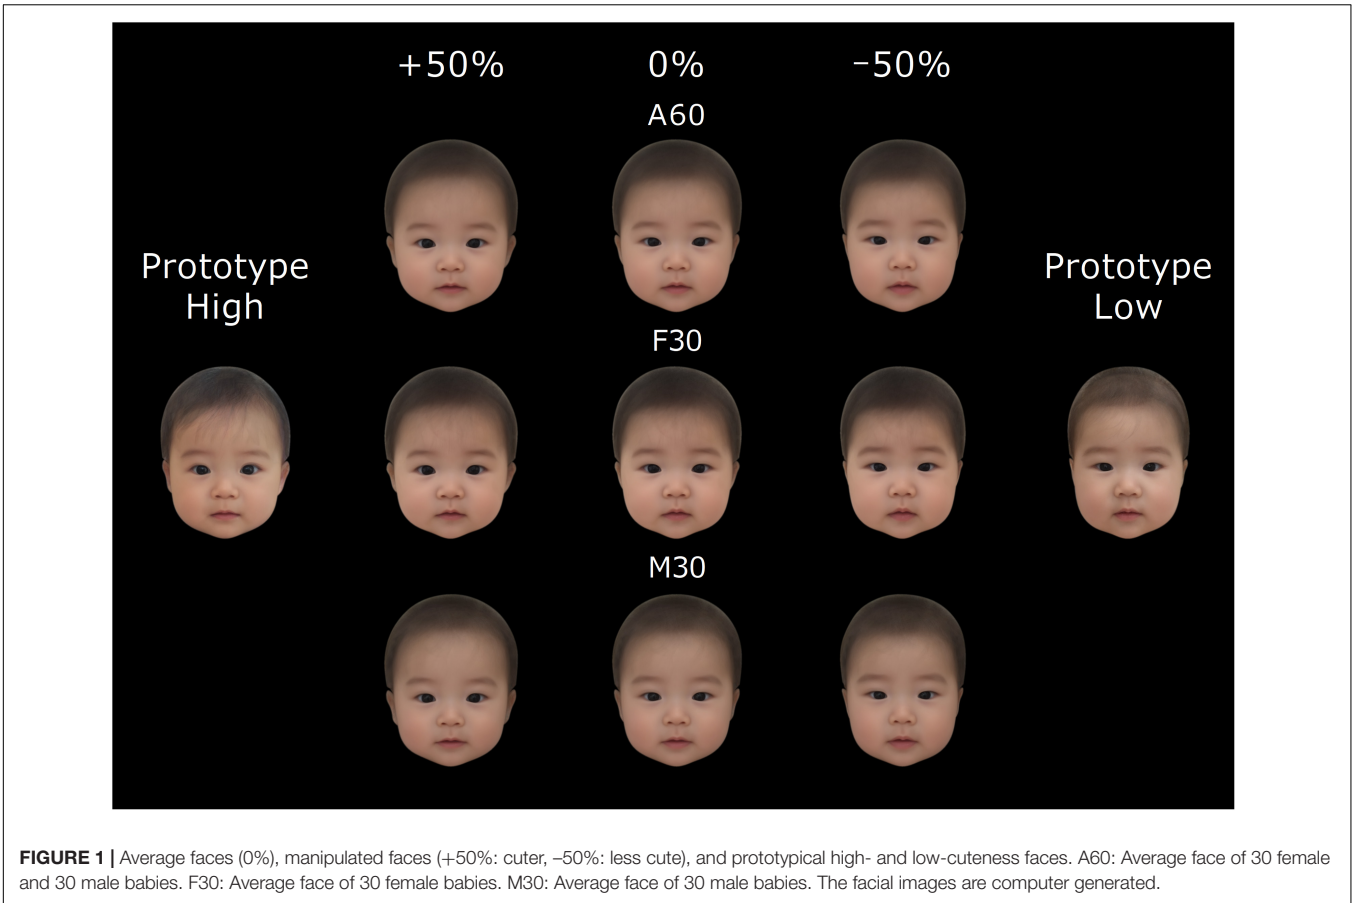 +50% 0% −50%
A60
Prototype
High
Prototype
Low
F30
M30
FIGURE 1 | Average faces (0%), manipulated faces (+50%: cuter, –50%: less cute), and prototypical high- and low-cuteness faces. A60: Average face of 30 female
and 30 male babies. F30: Average face of 30 female babies. M30: Average face of 30 male babies. The facial images are computer generated.